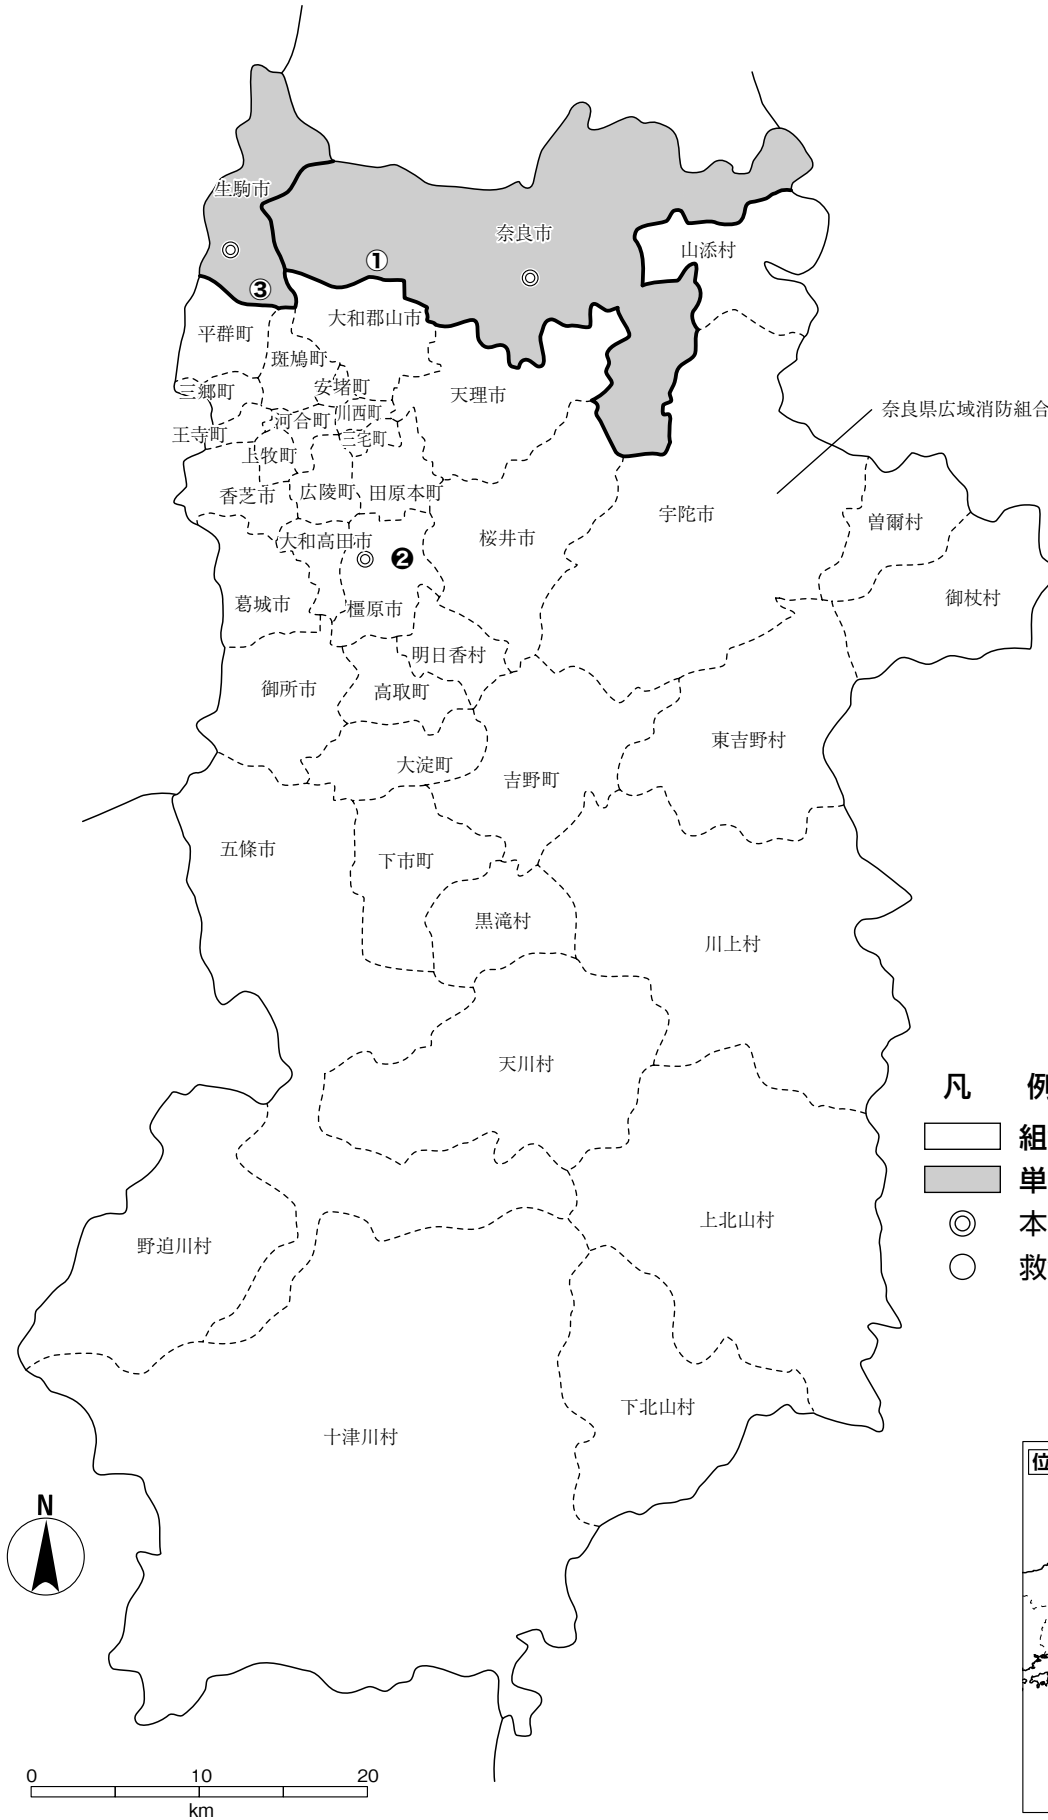 生駒市
奈良市
①
山添村
③
大和郡山市
平群町
斑鳩町
安堵町
天理市
三郷町
川西町
奈良県広域消防組合
河合町
王寺町
三宅町
上牧町
香芝市
広陵町
田原本町
宇陀市
曽爾村
大和高田市
桜井市
❷
御杖村
葛城市
橿原市
明日香村
御所市
高取町
東吉野村
大淀町
吉野町
五條市
下市町
黒滝村
川上村
天川村
凡 例
組
単
本
救
上北山村
野迫川村
下北山村
十津川村
位
N
0 10 20
km